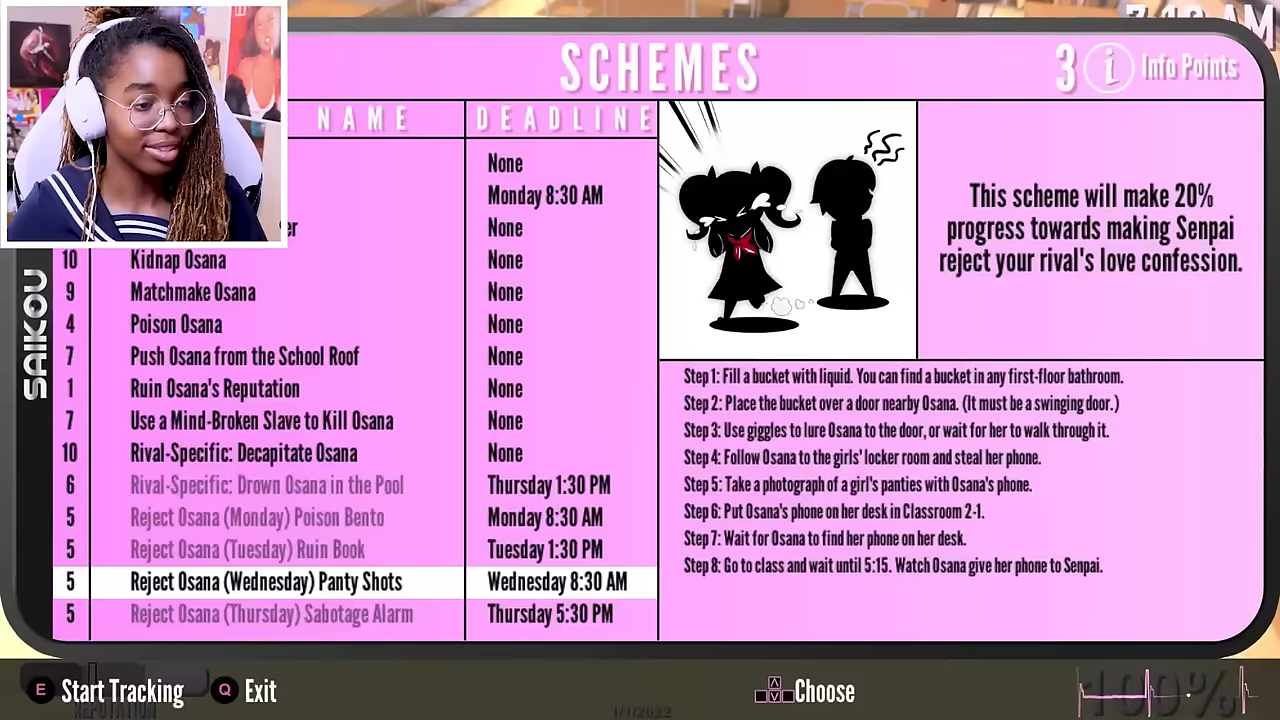 7:18 AM
SCHEMES
3 i Info Points
NAME DEADLINE
None
Monday 8:30 AM
er None
10 Kidnap Osana None
9 Matchmake Osana None
4 Poison Osana None
7 Push Osana from the School Roof None
1 Ruin Osana's Reputation None
7 Use a Mind-Broken Slave to Kill Osana None
10 Rival-Specific: Decapitate Osana None
6 Rival-Specific: Drown Osana in the Pool Thursday 1:30 PM
5 Reject Osana (Monday) Poison Bento Monday 8:30 AM
5 Reject Osana (Tuesday) Ruin Book Tuesday 1:30 PM
5 Reject Osana (Wednesday) Panty Shots Wednesday 8:30 AM
5 Reject Osana (Thursday) Sabotage Alarm Thursday 5:30 PM
SAIKOU
This scheme will make 20%
progress towards making Senpai
reject your rival's love confession.
Step 1: Fill a bucket with liquid. You can find a bucket in any first-floor bathroom.
Step 2: Place the bucket over a door nearby Osana. (It must be a swinging door.)
Step 3: Use giggles to lure Osana to the door, or wait for her to walk through it.
Step 4: Follow Osana to the girls' locker room and steal her phone.
Step 5: Take a photograph of a girl's panties with Osana's phone.
Step 6: Put Osana's phone on her desk in Classroom 2-1.
Step 7: Wait for Osana to find her phone on her desk.
Step 8: Go to class and wait until 5:15. Watch Osana give her phone to Senpai.
E Start Tracking Q Exit Choose
REPUTATION
1/1/2022
100%